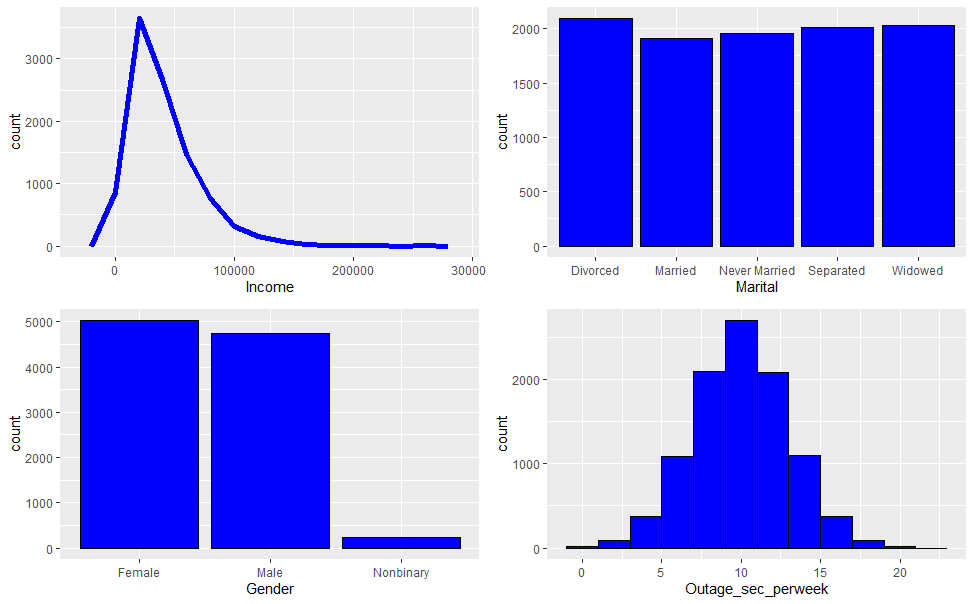 3000
2000
1000
0
count
0 100000 200000 300000
Income
2000
1500
1000
500
0
count
Divorced Married Never Married Separated Widowed
Marital
5000
4000
3000
2000
1000
0
count
Female Male Nonbinary
Gender
2000
1000
0
count
0 5 10 15 20
Outage_sec_perweek